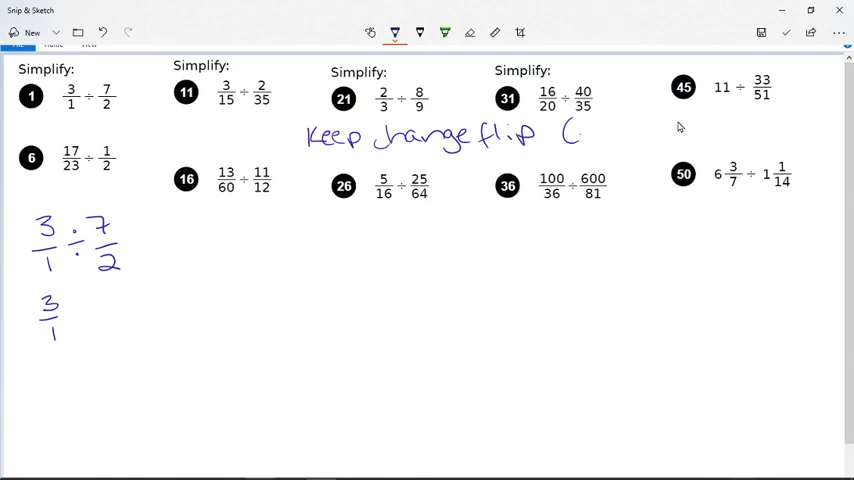 Snip & Sketch
New
File Home View
Simplify: Simplify: Simplify: Simplify:
1 3/1 ÷ 7/2
11 3/15 ÷ 2/35
21 2/3 ÷ 8/9
31 16/20 ÷ 40/35
45 11 ÷ 33/51
Keep change flip (
6 17/23 ÷ 1/2
16 13/60 ÷ 11/12
26 5/16 ÷ 25/64
36 100/36 ÷ 600/81
50 6 3/7 ÷ 1 1/14
3/1 ÷ 7/2
3/1